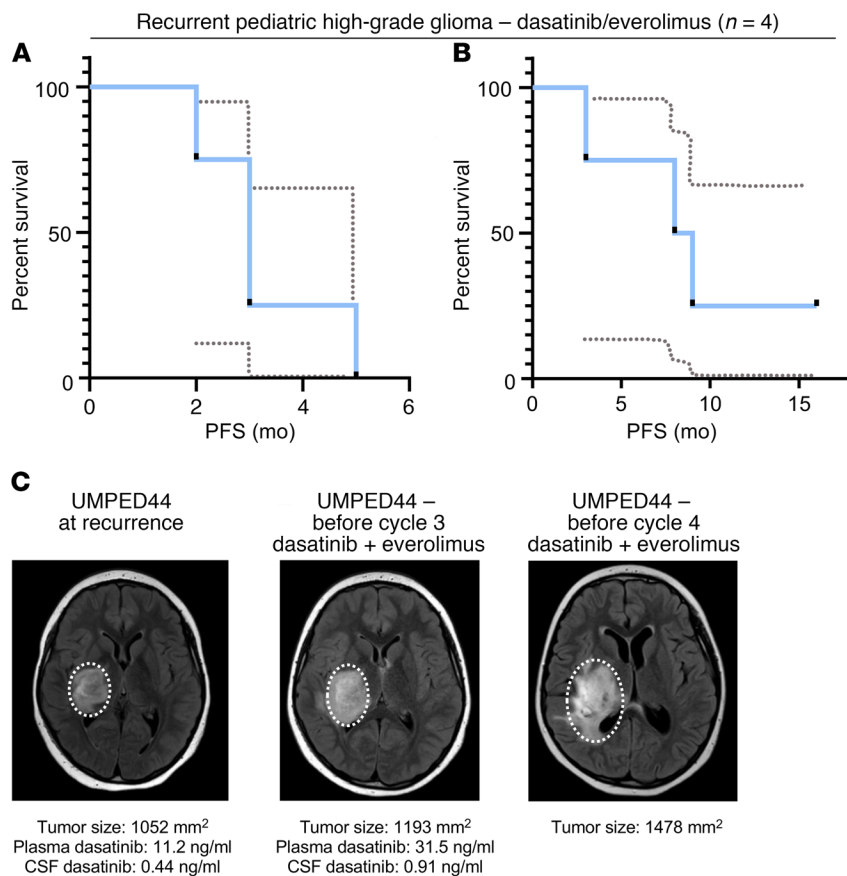 Recurrent pediatric high-grade glioma – dasatinib/everolimus (n = 4)
A
B
100
50
0
Percent survival
0
2
4
6
PFS (mo)
100
50
0
Percent survival
0
5
10
15
PFS (mo)
C
UMPED44
at recurrence
UMPED44 –
before cycle 3
dasatinib + everolimus
UMPED44 –
before cycle 4
dasatinib + everolimus
Tumor size: 1052 mm²
Plasma dasatinib: 11.2 ng/ml
CSF dasatinib: 0.44 ng/ml
Tumor size: 1193 mm²
Plasma dasatinib: 31.5 ng/ml
CSF dasatinib: 0.91 ng/ml
Tumor size: 1478 mm²